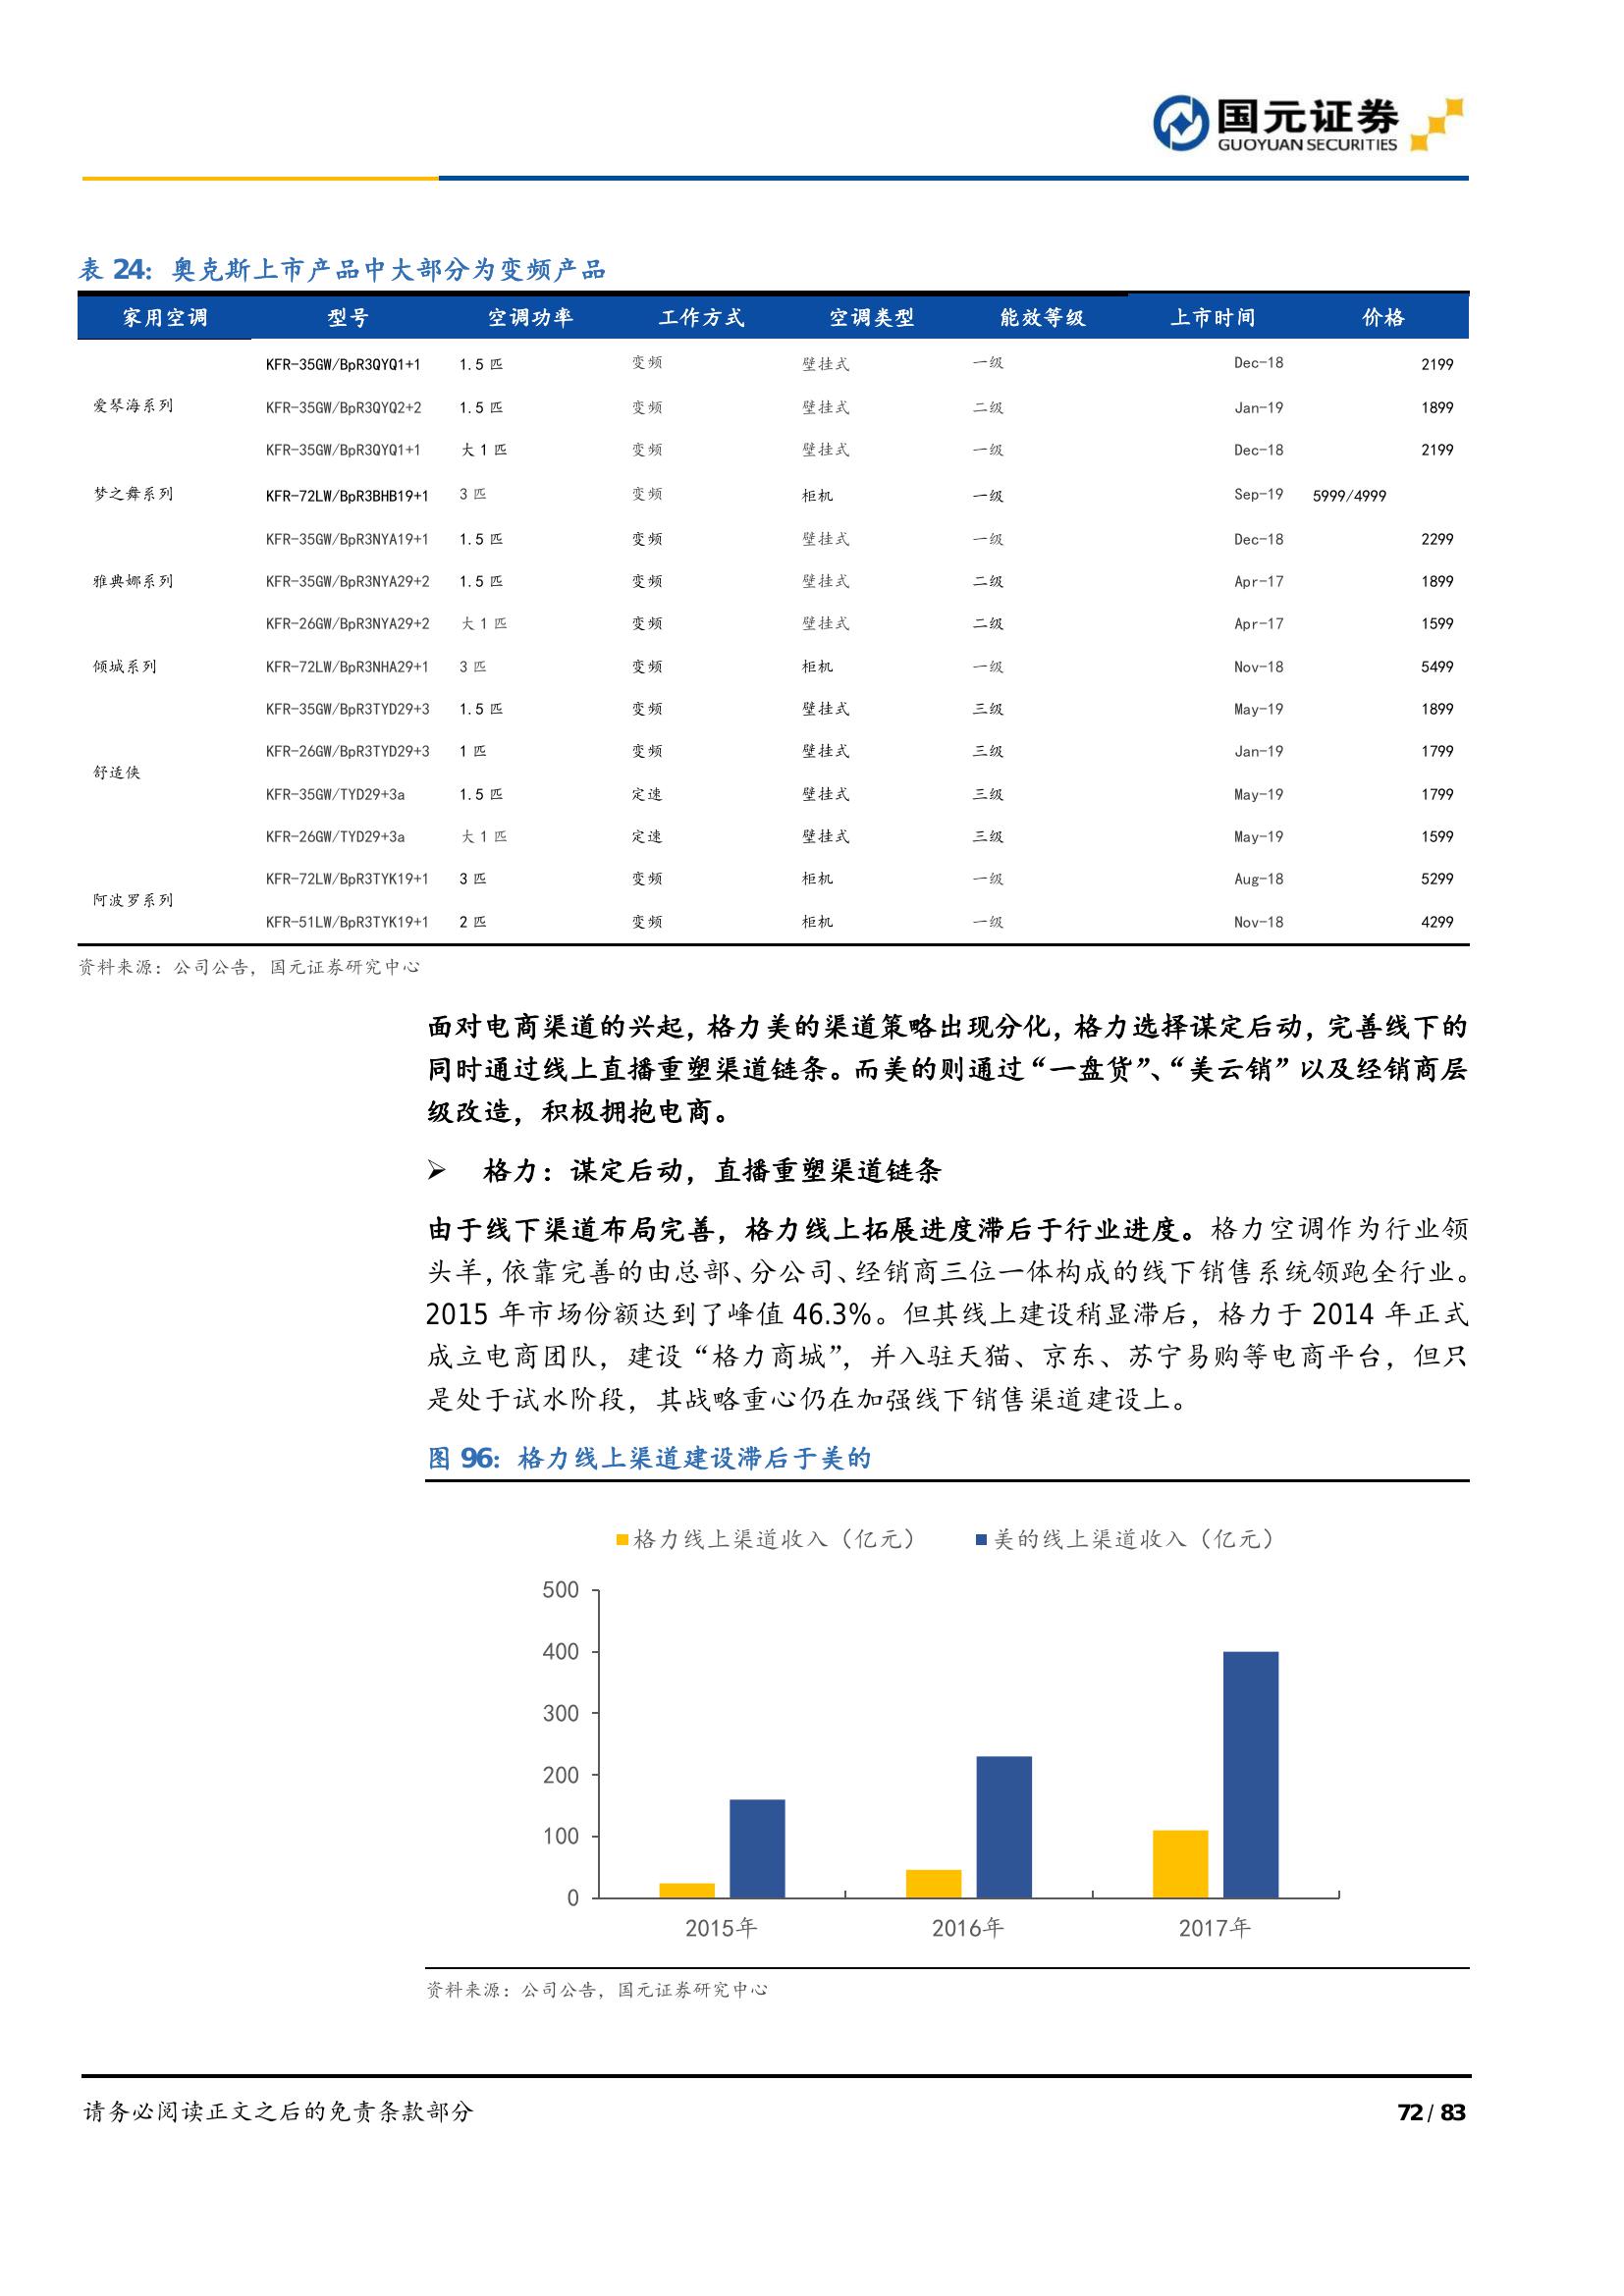 国元证券
GUOYUAN SECURITIES
表 24：奥克斯上市产品中大部分为变频产品
家用空调 型号 空调功率 工作方式 空调类型 能效等级 上市时间 价格
KFR-35GW/BpR3QYQ1+1 1.5 匹 变频 壁挂式 一级 Dec-18 2199
爱琴海系列 KFR-35GW/BpR3QYQ2+2 1.5 匹 变频 壁挂式 二级 Jan-19 1899
KFR-35GW/BpR3QYQ1+1 大 1 匹 变频 壁挂式 一级 Dec-18 2199
梦之舞系列 KFR-72LW/BpR3BHB19+1 3 匹 变频 柜机 一级 Sep-19 5999/4999
KFR-35GW/BpR3NYA19+1 1.5 匹 变频 壁挂式 一级 Dec-18 2299
雅典娜系列 KFR-35GW/BpR3NYA29+2 1.5 匹 变频 壁挂式 二级 Apr-17 1899
KFR-26GW/BpR3NYA29+2 大 1 匹 变频 壁挂式 二级 Apr-17 1599
倾城系列 KFR-72LW/BpR3NHA29+1 3 匹 变频 柜机 一级 Nov-18 5499
KFR-35GW/BpR3TYD29+3 1.5 匹 变频 壁挂式 三级 May-19 1899
KFR-26GW/BpR3TYD29+3 1 匹 变频 壁挂式 三级 Jan-19 1799
舒适侠
KFR-35GW/TYD29+3a 1.5 匹 定速 壁挂式 三级 May-19 1799
KFR-26GW/TYD29+3a 大 1 匹 定速 壁挂式 三级 May-19 1599
KFR-72LW/BpR3TYK19+1 3 匹 变频 柜机 一级 Aug-18 5299
阿波罗系列
KFR-51LW/BpR3TYK19+1 2 匹 变频 柜机 一级 Nov-18 4299
资料来源：公司公告，国元证券研究中心
面对电商渠道的兴起，格力美的渠道策略出现分化，格力选择谋定后动，完善线下的
同时通过线上直播重塑渠道链条。而美的则通过“一盘货”、“美云销”以及经销商层
级改造，积极拥抱电商。
➢ 格力：谋定后动，直播重塑渠道链条
由于线下渠道布局完善，格力线上拓展进度滞后于行业进度。格力空调作为行业领
头羊，依靠完善的由总部、分公司、经销商三位一体构成的线下销售系统领跑全行业。
2015 年市场份额达到了峰值 46.3%。但其线上建设稍显滞后，格力于 2014 年正式
成立电商团队，建设“格力商城”，并入驻天猫、京东、苏宁易购等电商平台，但只
是处于试水阶段，其战略重心仍在加强线下销售渠道建设上。
图 96：格力线上渠道建设滞后于美的
格力线上渠道收入（亿元） 美的线上渠道收入（亿元）
500
400
300
200
100
0
2015年 2016年 2017年
资料来源：公司公告，国元证券研究中心
请务必阅读正文之后的免责条款部分 72 / 83